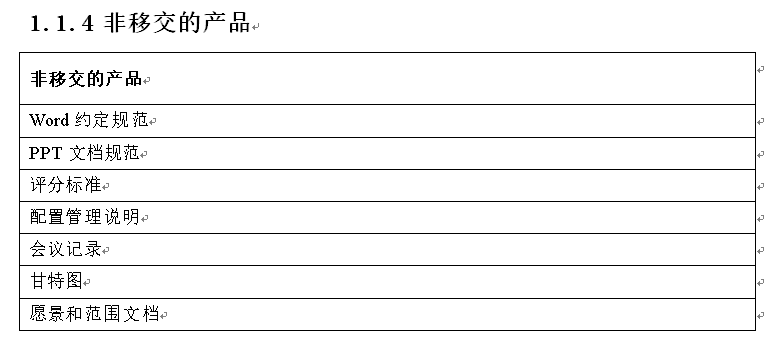 1.1.4 非移交的产品
非移交的产品
Word 约定规范
PPT 文档规范
评分标准
配置管理说明
会议记录
甘特图
愿景和范围文档